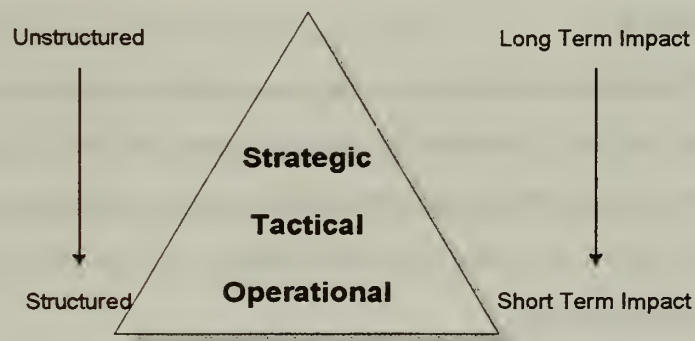 Unstructured
Long Term Impact
Strategic
Tactical
Operational
Structured
Short Term Impact